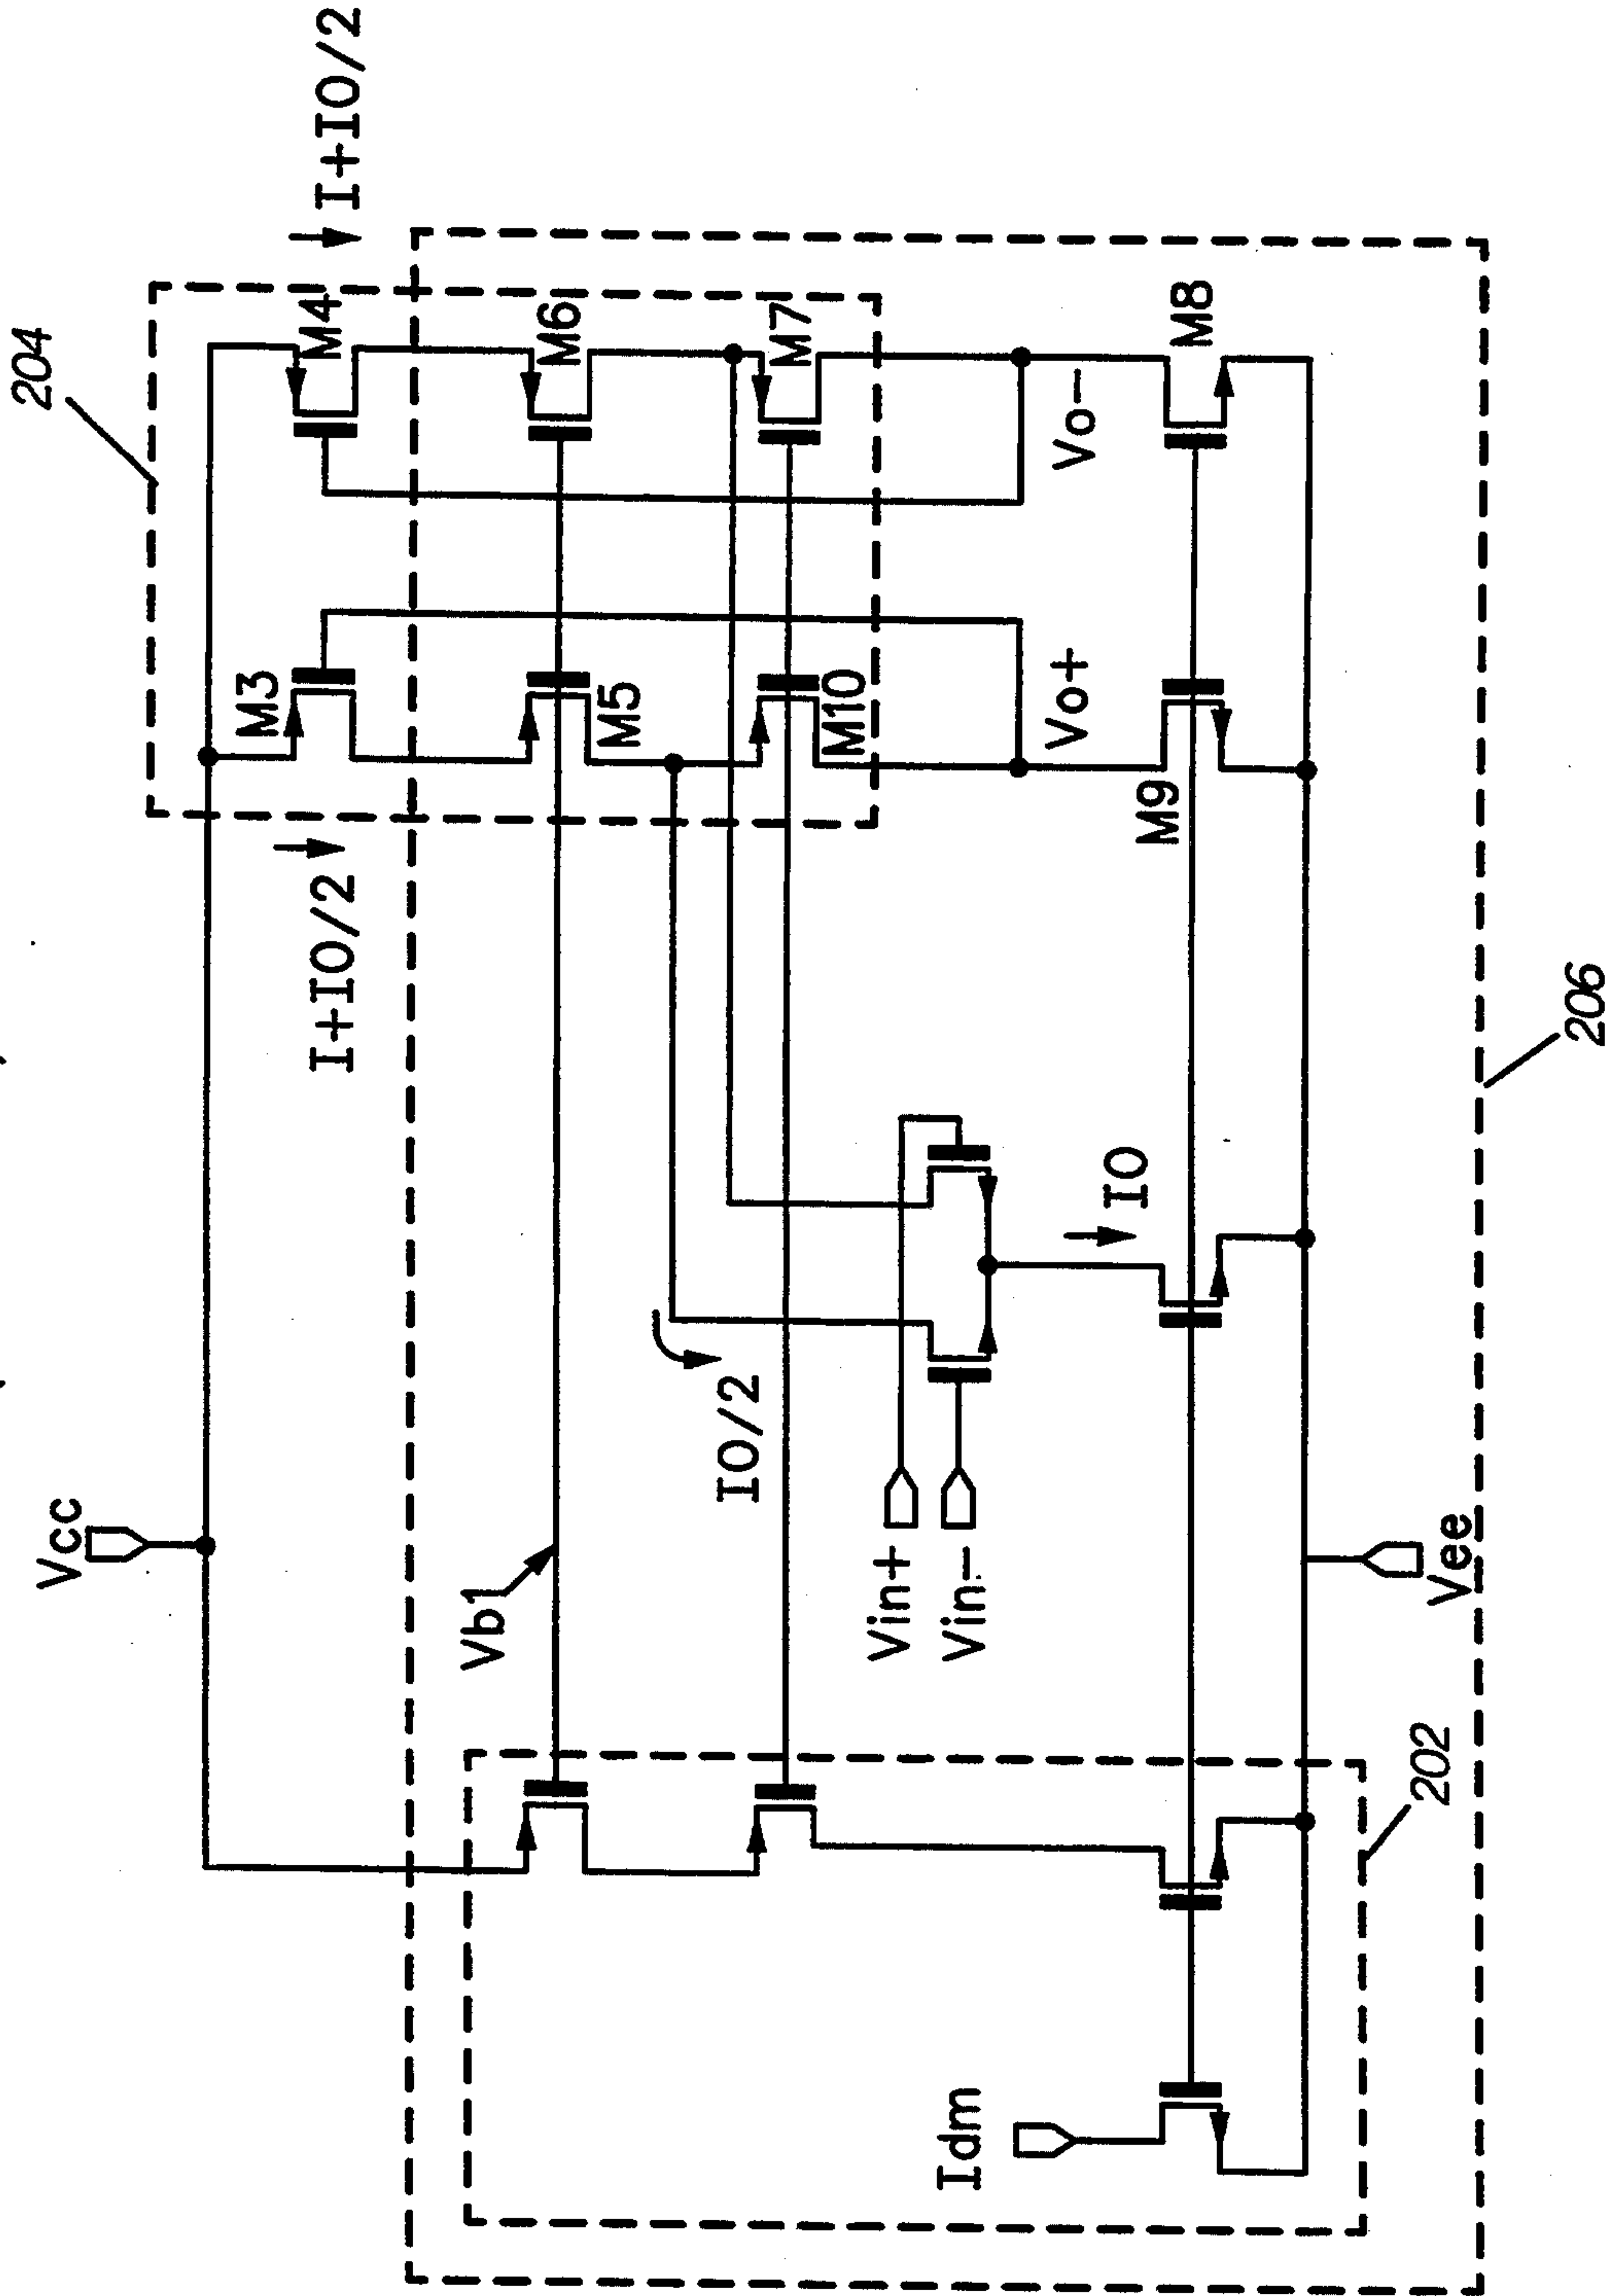 204
I+IO/2
M4
M6
M7
M8
Vo-
M3
M5
M10
Vo+
M9
I+IO/2
206
IO
IO/2
Vcc
Vb1
Vin+
Vin-
Vee
202
Idm